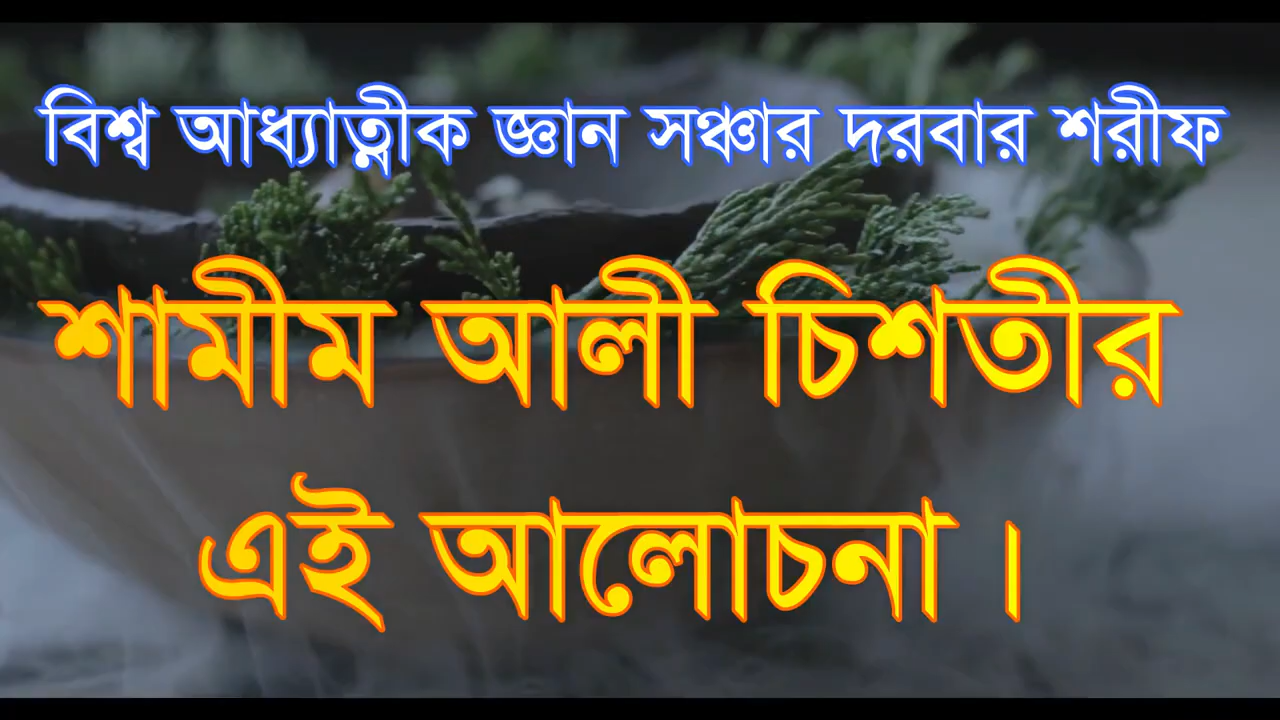 বিশ্ব আধ্যাত্নীক জ্ঞান সঞ্চার দরবার শরীফ
শামীম আলী চিশতীর
এই আলোচনা ।